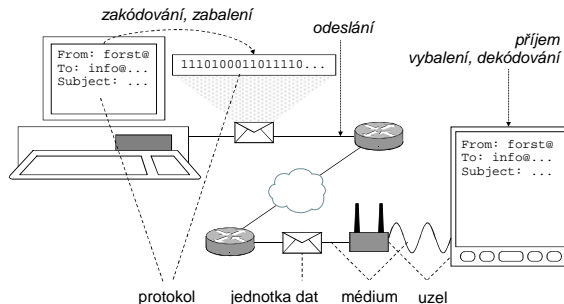 zakódování, zabalení
odeslání
příjem
vybalení, dekódování
From: forst@
To: info@...
Subject: ...
1110100011011110...
From: forst@
To: info@...
Subject: ...
protokol
jednotka dat
médium
uzel